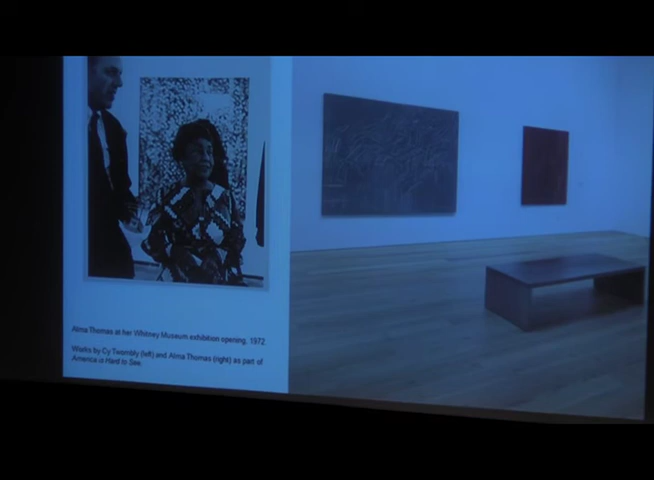 Alma Thomas at her Whitney Museum exhibition opening, 1972
Works by Cy Twombly (left) and Alma Thomas (right) as part of
America is Hard to See.